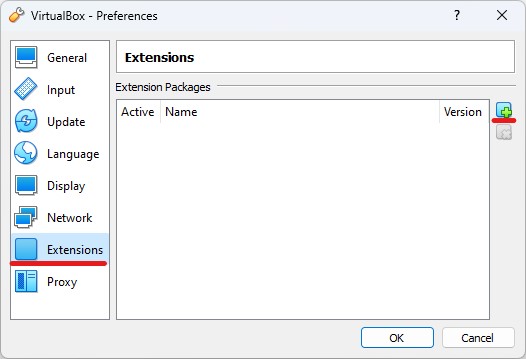 VirtualBox - Preferences
?
General
Input
Update
Language
Display
Network
Extensions
Proxy
Extensions
Extension Packages
Active Name Version
OK Cancel